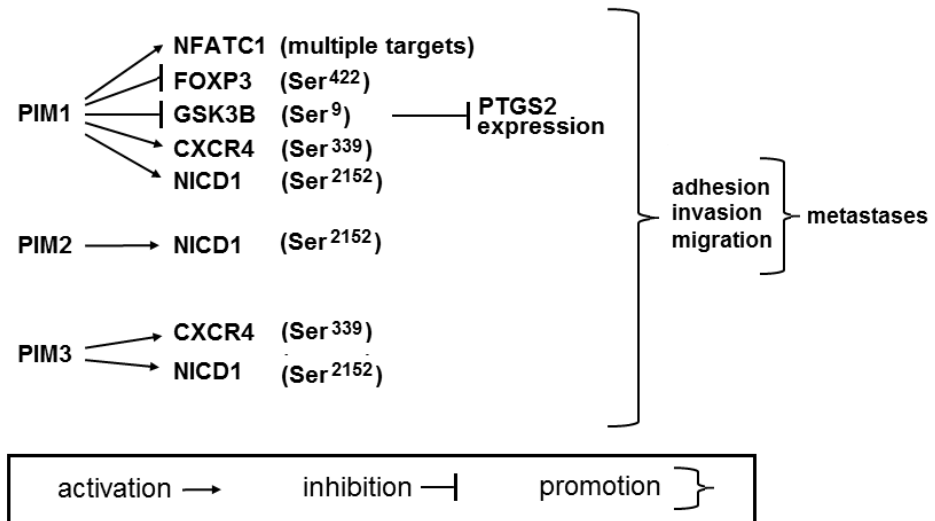 NFATC1 (multiple targets)
FOXP3 (Ser422)
PIM1 GSK3B (Ser9) PTGS2
expression
CXCR4 (Ser339)
NICD1 (Ser2152)
PIM2 NICD1 (Ser2152)
CXCR4 (Ser339)
PIM3
NICD1 (Ser2152)
adhesion
invasion
migration
metastases
activation inhibition promotion